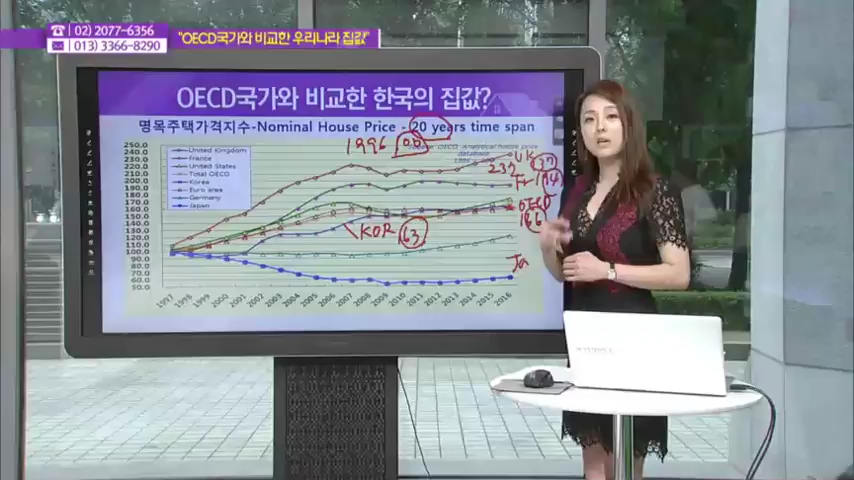 02) 2077-6356
013) 3366-8290
"OECD국가와 비교한 우리나라 집값"
OECD국가와 비교한 한국의 집값?
명목주택가격지수-Nominal House Price - 20 years time span
1996 100
250.0
240.0
230.0
220.0
210.0
200.0
190.0
180.0
170.0
160.0
150.0
140.0
130.0
120.0
110.0
100.0
90.0
80.0
70.0
60.0
50.0
United Kingdom
France
United States
Total OECD
Korea
Euro area
Germany
Japan
UK
237
Fr
OECD
166
KOR 163
Ja
1997 1998 1999 2000 2001 2002 2003 2004 2005 2006 2007 2008 2009 2010 2011 2012 2013 2014 2015 2016